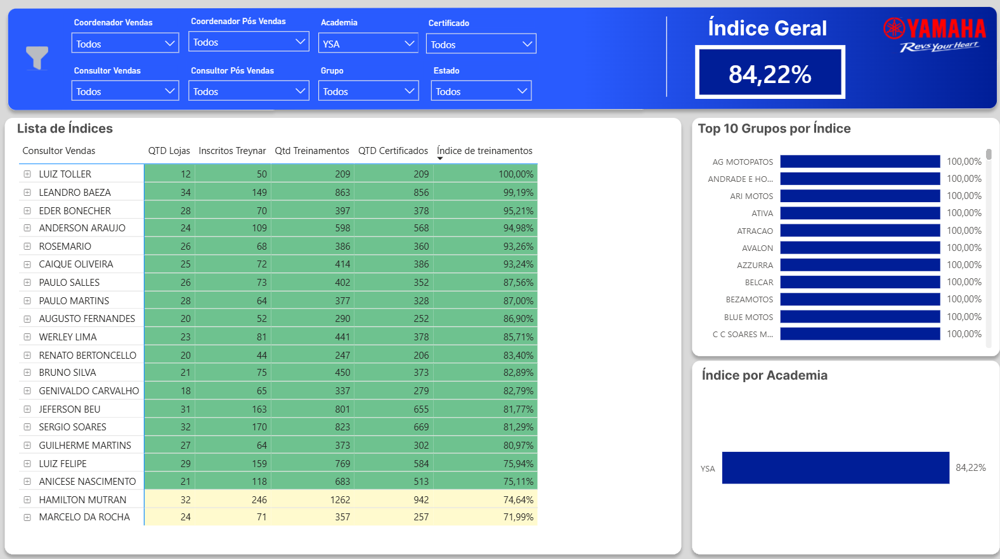 Coordenador Vendas
Todos
Coordenador Pós Vendas
Todos
Academia
YSA
Certificado
Todos
Consultor Vendas
Todos
Consultor Pós Vendas
Todos
Grupo
Todos
Estado
Todos
Índice Geral
84,22%
YAMAHA
Revs Your Heart
Lista de Índices
Consultor Vendas QTD Lojas Inscritos Treynar Qtd Treinamentos QTD Certificados Índice de treinamentos
LUIZ TOLLER 12 50 209 209 100,00%
LEANDRO BAEZA 34 149 863 856 99,19%
EDER BONECHER 28 70 397 378 95,21%
ANDERSON ARAUJO 24 109 598 568 94,98%
ROSEMARIO 26 68 386 360 93,26%
CAIQUE OLIVEIRA 25 72 414 386 93,24%
PAULO SALLES 26 73 402 352 87,56%
PAULO MARTINS 28 64 377 328 87,00%
AUGUSTO FERNANDES 20 52 290 252 86,90%
WERLEY LIMA 23 81 441 378 85,71%
RENATO BERTONCELLO 20 44 247 206 83,40%
BRUNO SILVA 21 75 450 373 82,89%
GENIVALDO CARVALHO 18 65 337 279 82,79%
JEFERSON BEU 31 163 801 655 81,77%
SERGIO SOARES 32 170 823 669 81,29%
GUILHERME MARTINS 27 64 373 302 80,97%
LUIZ FELIPE 29 159 769 584 75,94%
ANICESE NASCIMENTO 21 118 683 513 75,11%
HAMILTON MUTRAN 32 246 1262 942 74,64%
MARCELO DA ROCHA 24 71 357 257 71,99%
Top 10 Grupos por Índice
AG MOTOPATOS 100,00%
ANDRADE E HO... 100,00%
ARI MOTOS 100,00%
ATIVA 100,00%
ATRACAO 100,00%
AVALON 100,00%
AZZURRA 100,00%
BELCAR 100,00%
BEZAMOTOS 100,00%
BLUE MOTOS 100,00%
C C SOARES M... 100,00%
Índice por Academia
YSA 84,22%